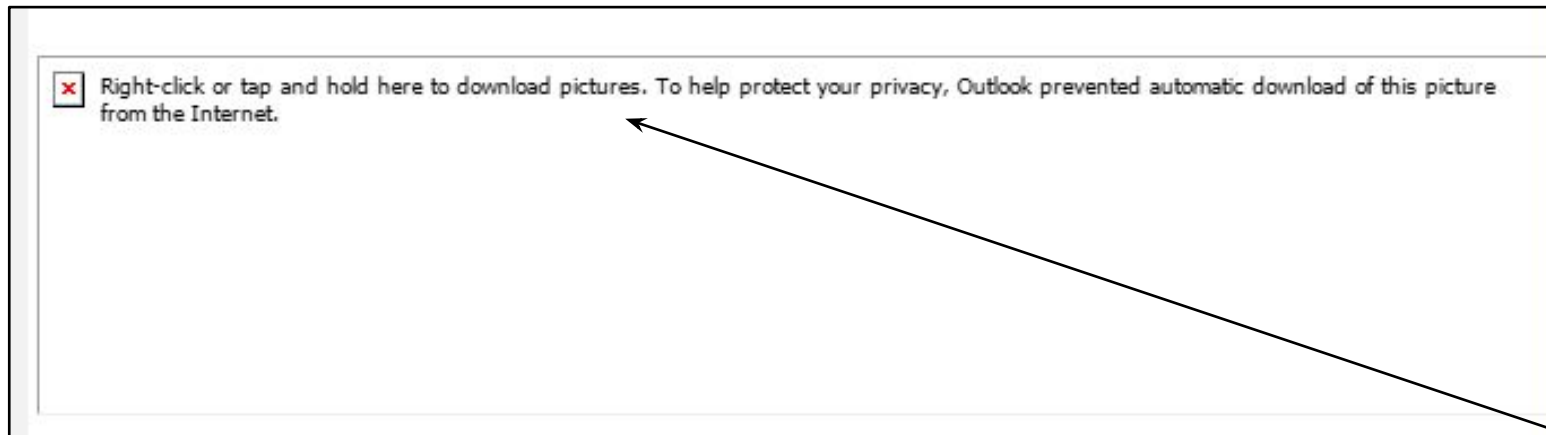 Right-click or tap and hold here to download pictures. To help protect your privacy, Outlook prevented automatic download of this picture
from the Internet.